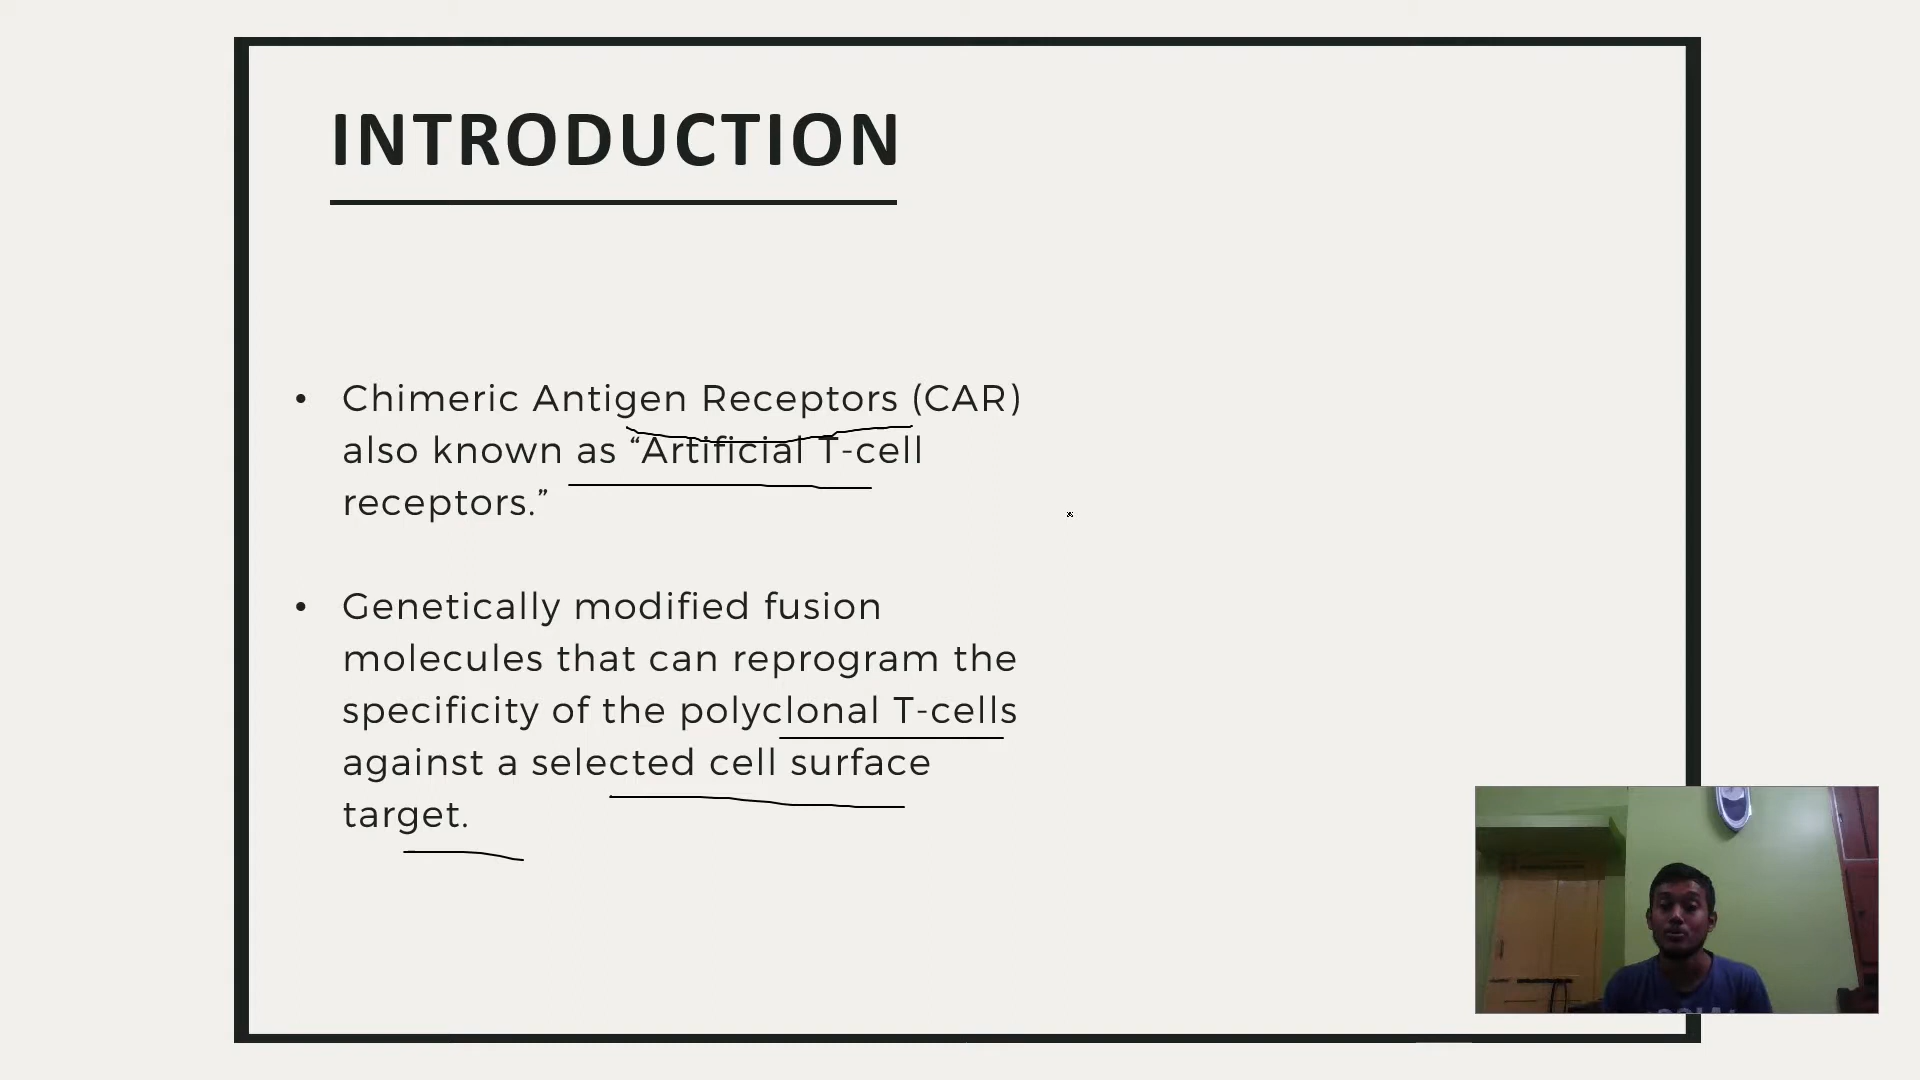 INTRODUCTION
• Chimeric Antigen Receptors (CAR)
also known as “Artificial T-cell
receptors.”
• Genetically modified fusion
molecules that can reprogram the
specificity of the polyclonal T-cells
against a selected cell surface
target.